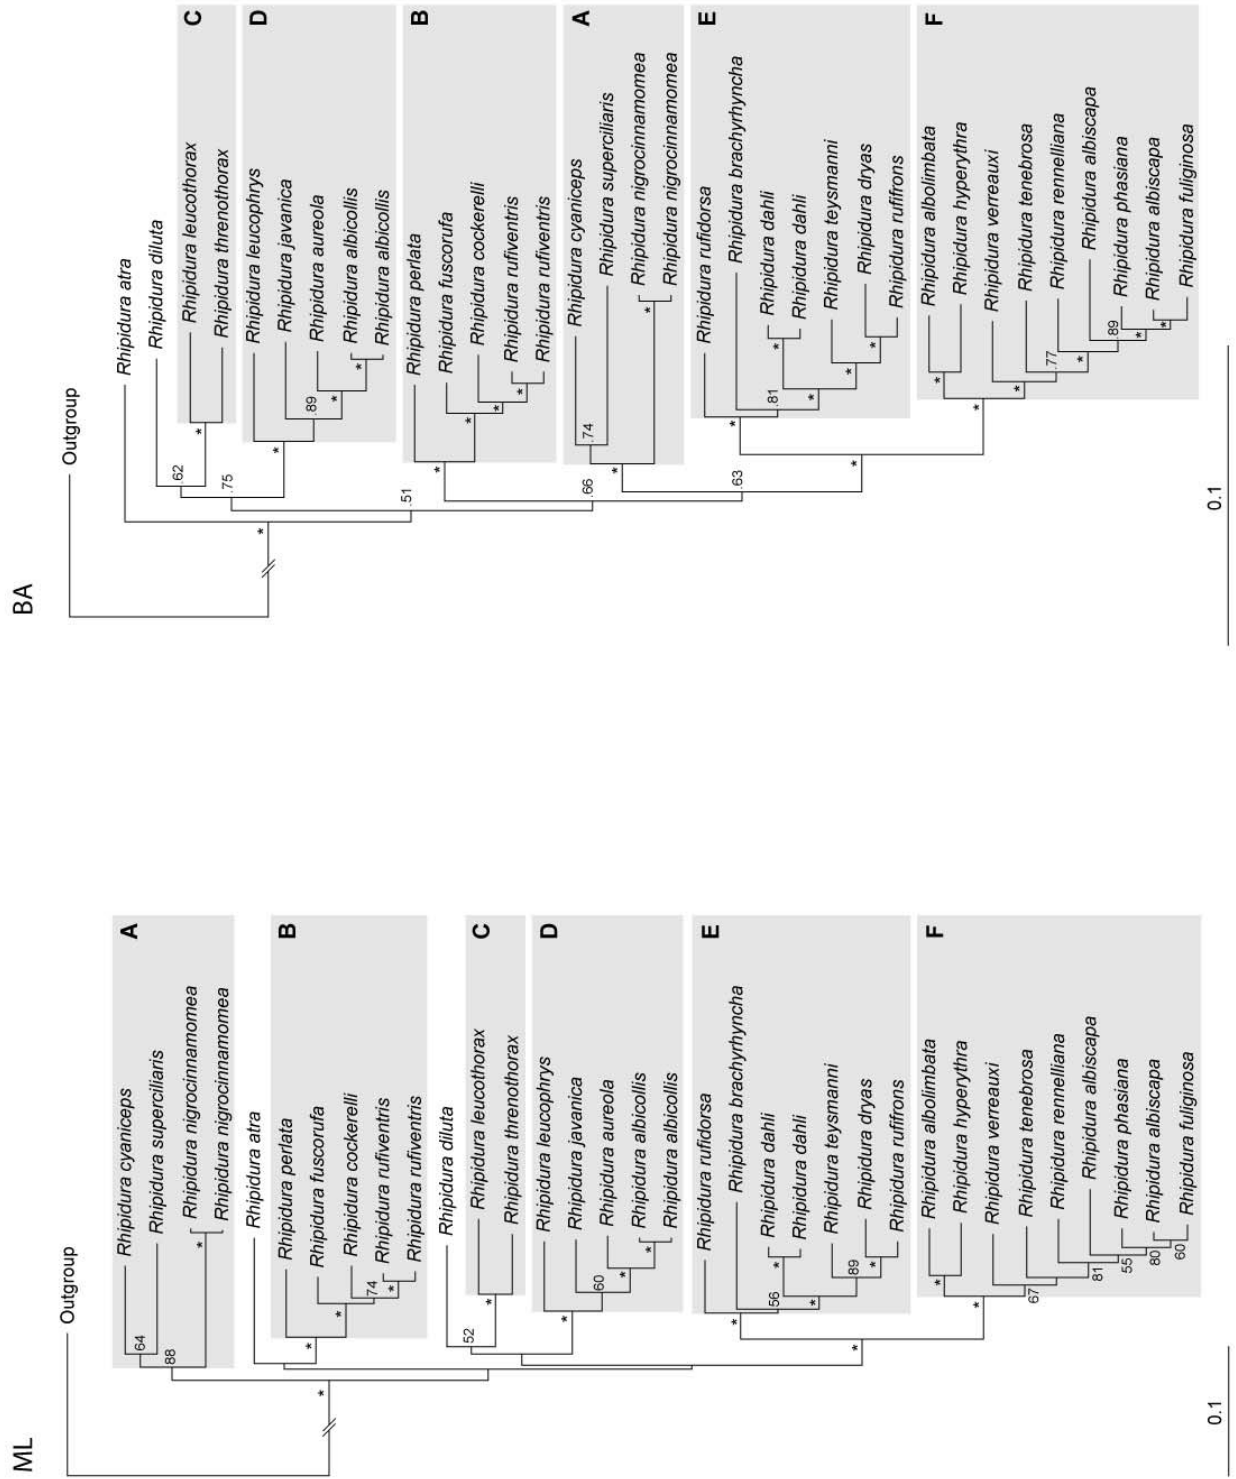 ML
Outgroup
Rhipidura cyaniceps
Rhipidura superciliaris
Rhipidura nigrocinnamomea
Rhipidura nigrocinnamomea
A
64
88
*
*
Rhipidura atra
Rhipidura perlata
Rhipidura fuscorufa
Rhipidura cockerelli
Rhipidura rufiventris
Rhipidura rufiventris
B
*
*
74
*
Rhipidura diluta
Rhipidura leucothorax
Rhipidura threnothorax
C
52
*
Rhipidura leucophrys
Rhipidura javanica
Rhipidura aureola
Rhipidura albicollis
Rhipidura albicollis
D
*
60
*
*
Rhipidura rufidorsa
Rhipidura brachyrhyncha
Rhipidura dahli
Rhipidura dahli
Rhipidura teysmanni
Rhipidura dryas
Rhipidura rufifrons
E
*
56
*
*
89
*
*
Rhipidura albolimbata
Rhipidura hyperythra
Rhipidura verreauxi
Rhipidura tenebrosa
Rhipidura rennelliana
Rhipidura albiscapa
Rhipidura phasiana
Rhipidura albiscapa
Rhipidura fuliginosa
F
*
*
67
81
55
80
60
0.1
BA
Outgroup
Rhipidura atra
Rhipidura diluta
Rhipidura leucothorax
Rhipidura threnothorax
C
.62
*
.75
*
Rhipidura leucophrys
Rhipidura javanica
Rhipidura aureola
Rhipidura albicollis
Rhipidura albicollis
D
*
.89
*
*
.51
Rhipidura perlata
Rhipidura fuscorufa
Rhipidura cockerelli
Rhipidura rufiventris
Rhipidura rufiventris
B
*
*
*
*
.66
Rhipidura cyaniceps
Rhipidura superciliaris
Rhipidura nigrocinnamomea
Rhipidura nigrocinnamomea
A
.74
*
*
.63
Rhipidura rufidorsa
Rhipidura brachyrhyncha
Rhipidura dahli
Rhipidura dahli
Rhipidura teysmanni
Rhipidura dryas
Rhipidura rufifrons
E
*
.81
*
*
*
*
*
Rhipidura albolimbata
Rhipidura hyperythra
Rhipidura verreauxi
Rhipidura tenebrosa
Rhipidura rennelliana
Rhipidura albiscapa
Rhipidura phasiana
Rhipidura albiscapa
Rhipidura fuliginosa
F
*
*
*
.77
*
.89
*
*
0.1